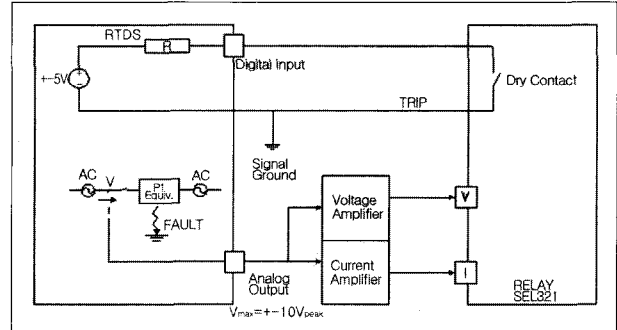 RTDS
R
Digital Input
+-5V
Dry Contact
TRIP
Signal
Ground
AC
V
P1
Equiv.
AC
FAULT
Voltage
Amplifier
V
Analog
Output
Current
Amplifier
I
RELAY
SEL321
Vmax=+-10Vpeak